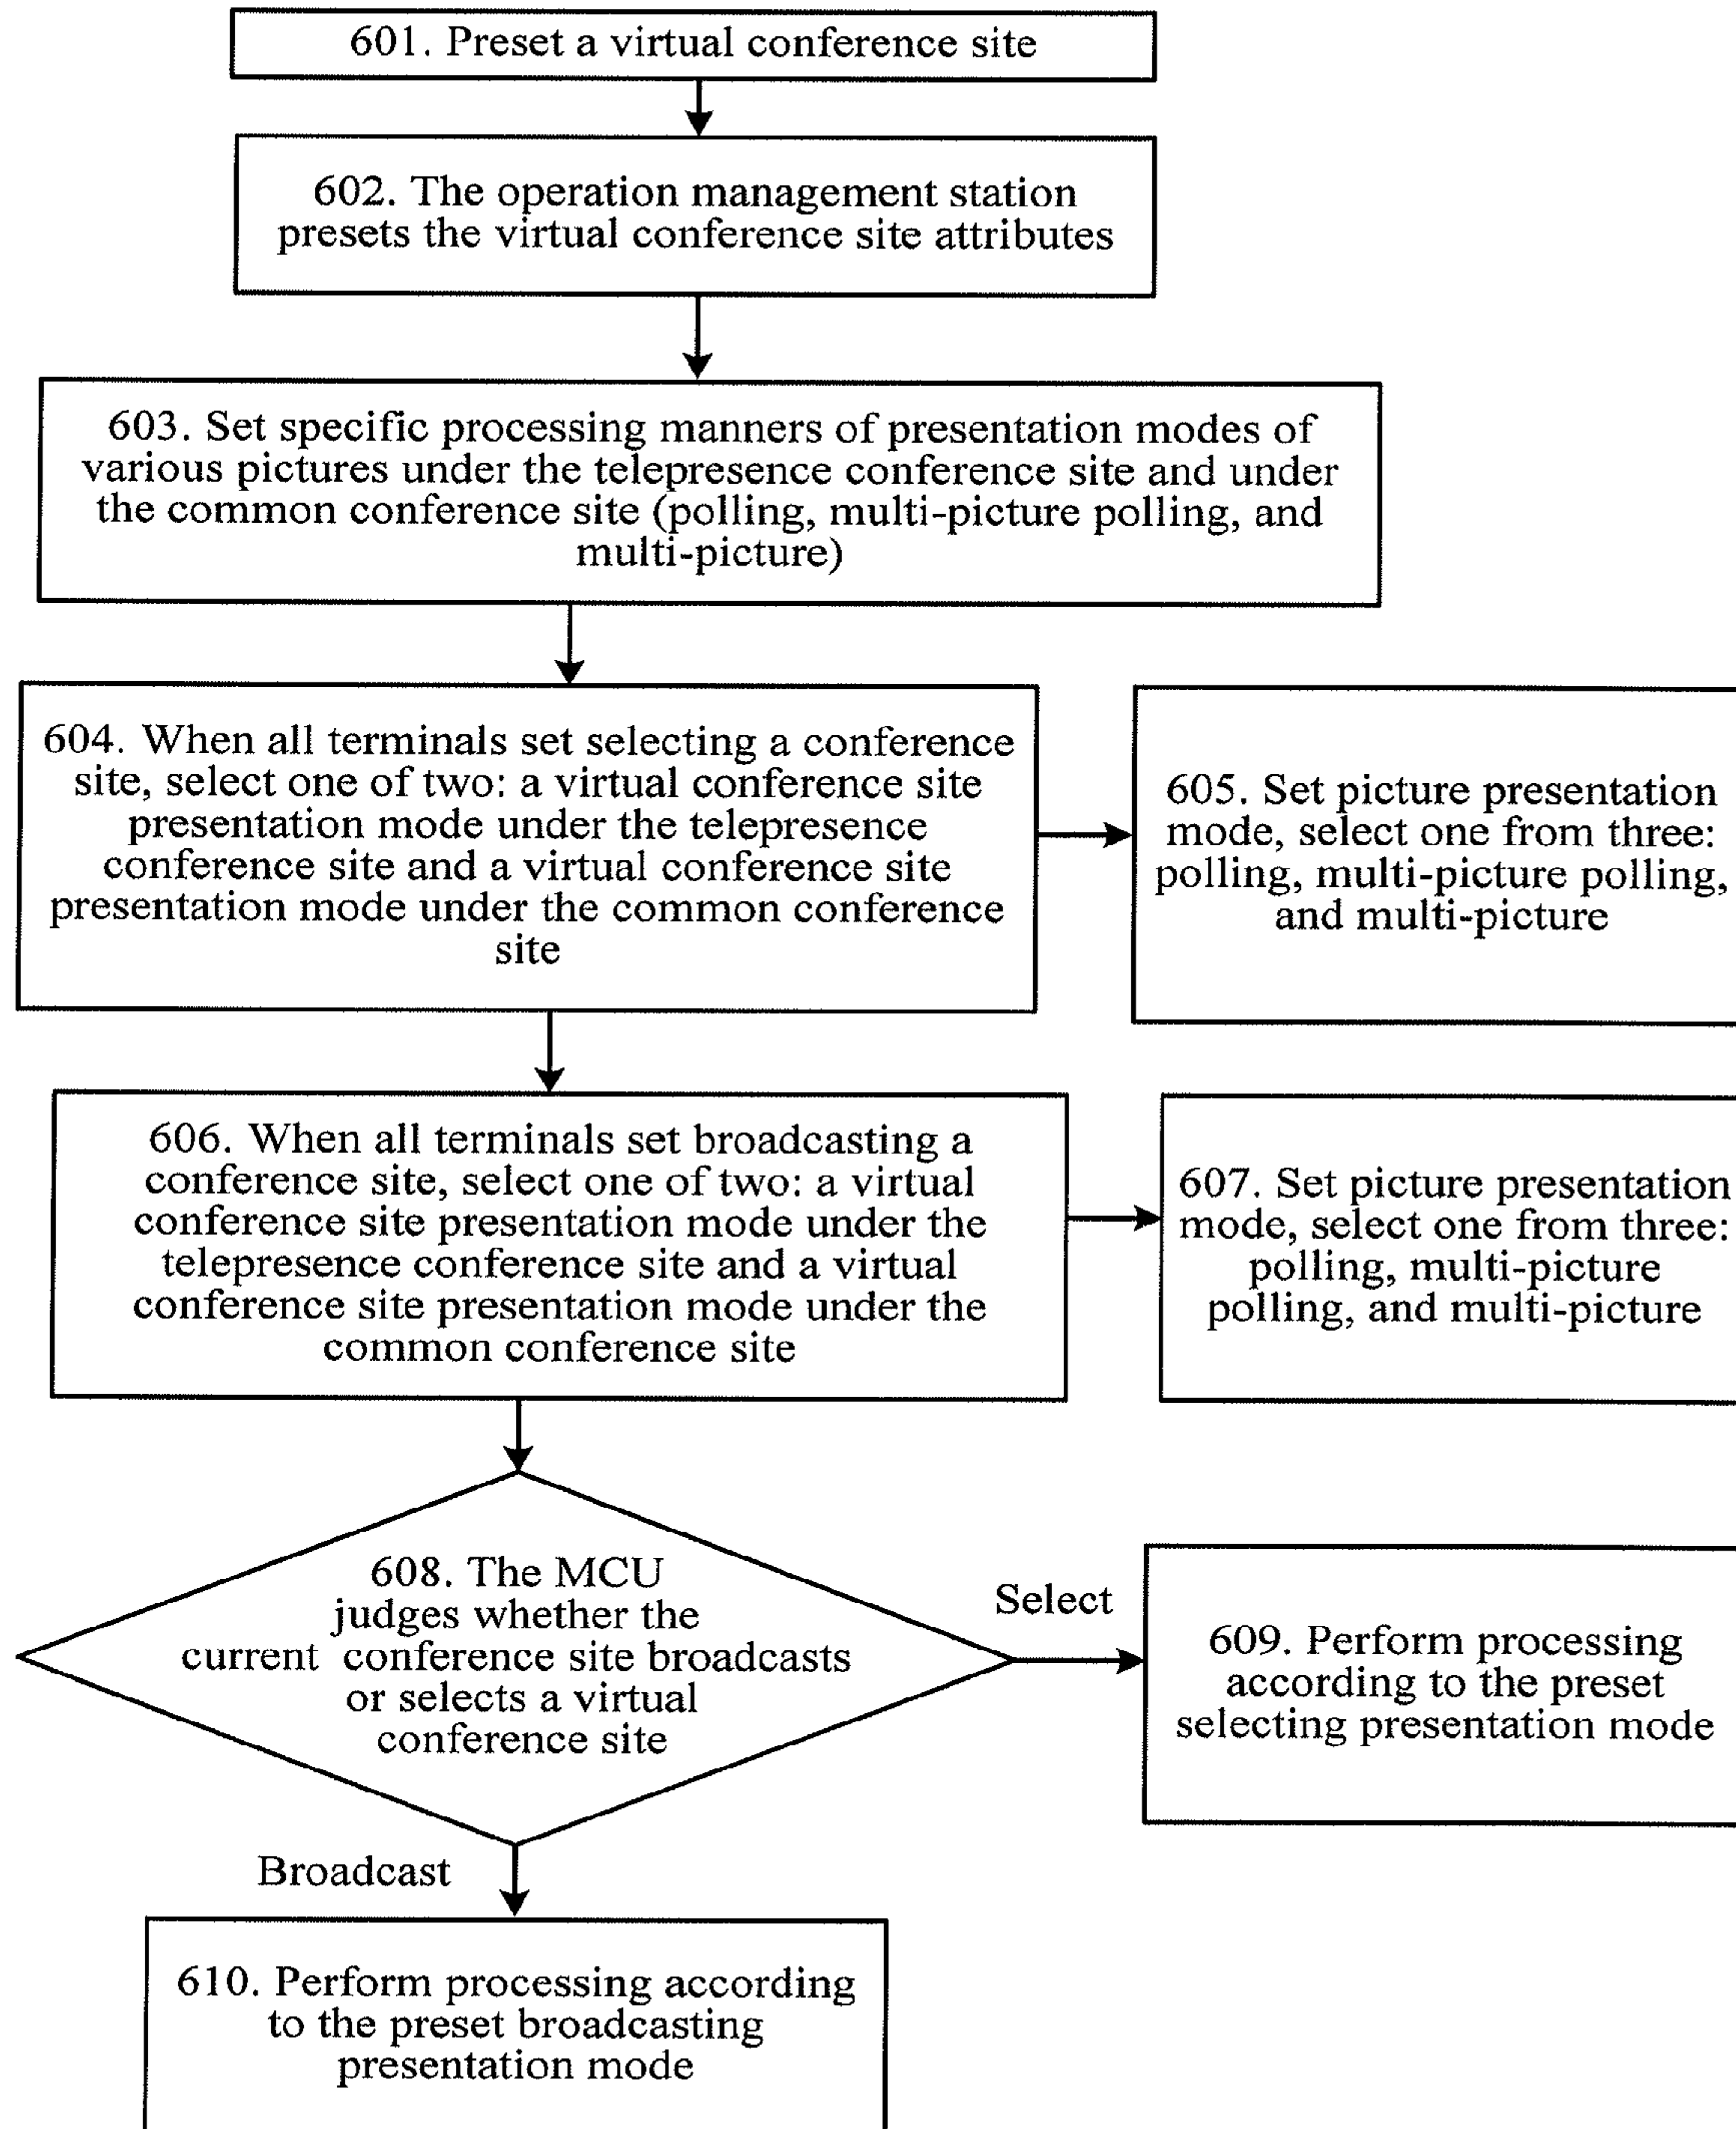 601. Preset a virtual conference site
602. The operation management station
presets the virtual conference site attributes
603. Set specific processing manners of presentation modes of
various pictures under the telepresence conference site and under
the common conference site (polling, multi-picture polling, and
multi-picture)
604. When all terminals set selecting a conference
site, select one of two: a virtual conference site
presentation mode under the telepresence
conference site and a virtual conference site
presentation mode under the common conference
site
605. Set picture presentation
mode, select one from three:
polling, multi-picture polling,
and multi-picture
606. When all terminals set broadcasting a
conference site, select one of two: a virtual
conference site presentation mode under the
telepresence conference site and a virtual
conference site presentation mode under the
common conference site
607. Set picture presentation
mode, select one from three:
polling, multi-picture
polling, and multi-picture
608. The MCU
judges whether the
current conference site broadcasts
or selects a virtual
conference site
Select
609. Perform processing
according to the preset
selecting presentation mode
Broadcast
610. Perform processing according
to the preset broadcasting
presentation mode